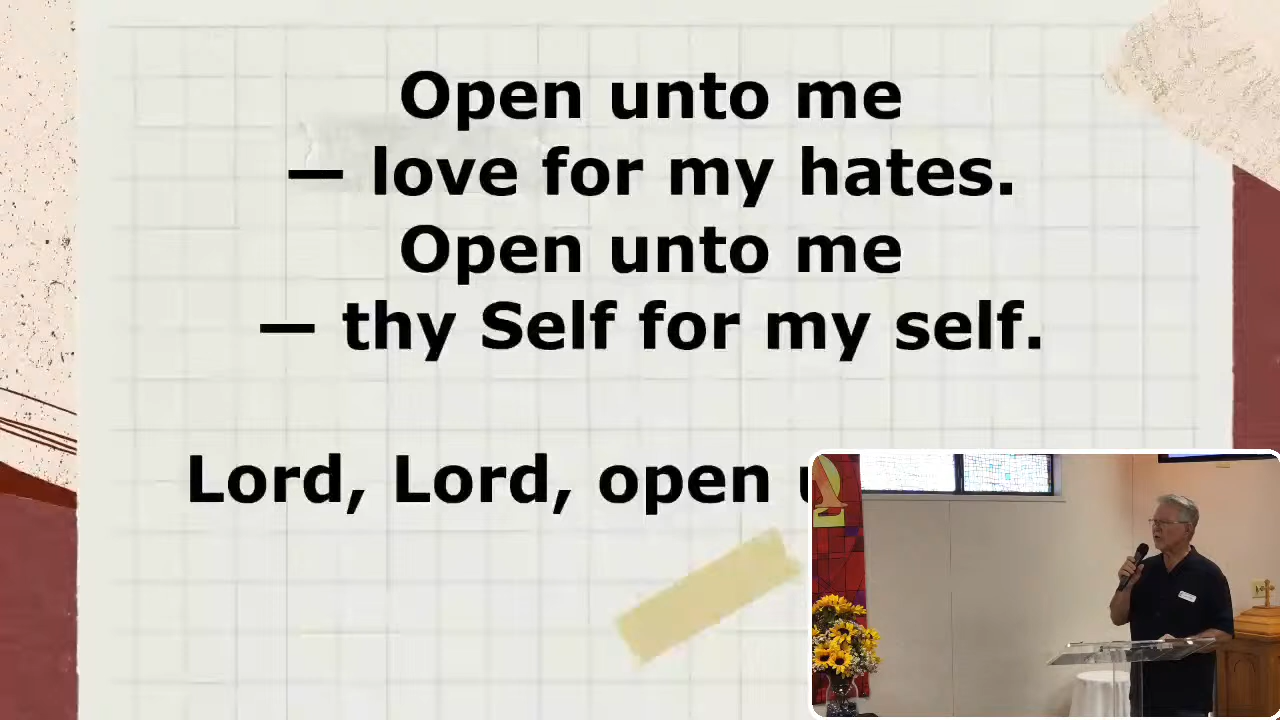 Open unto me
— love for my hates.
Open unto me
— thy Self for my self.
Lord, Lord, open